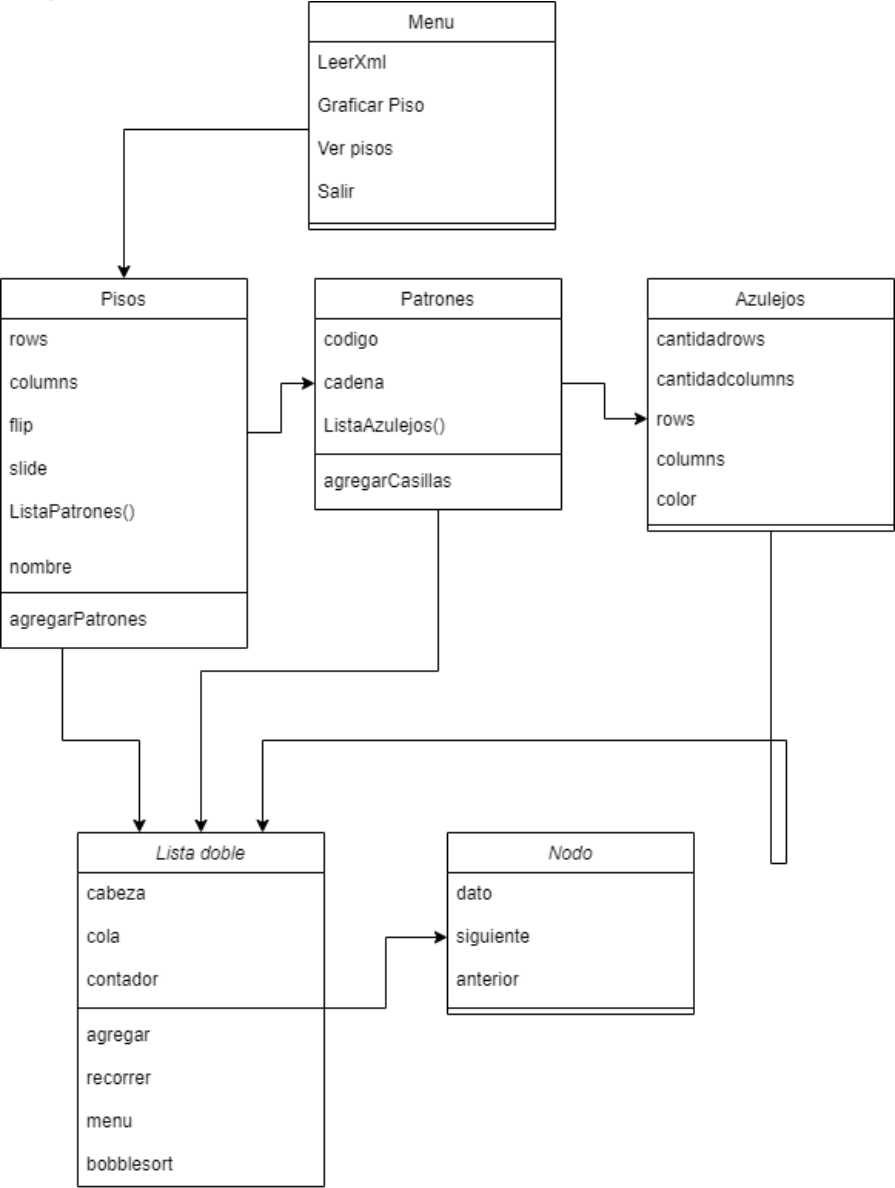 Menu
LeerXml
Graficar Piso
Ver pisos
Salir
Pisos
rows
columns
flip
slide
ListaPatrones()
nombre
agregarPatrones
Patrones
codigo
cadena
ListaAzulejos()
agregarCasillas
Azulejos
cantidadrows
cantidadcolumns
rows
columns
color
Lista doble
cabeza
cola
contador
agregar
recorrer
menu
bobblesort
Nodo
dato
siguiente
anterior